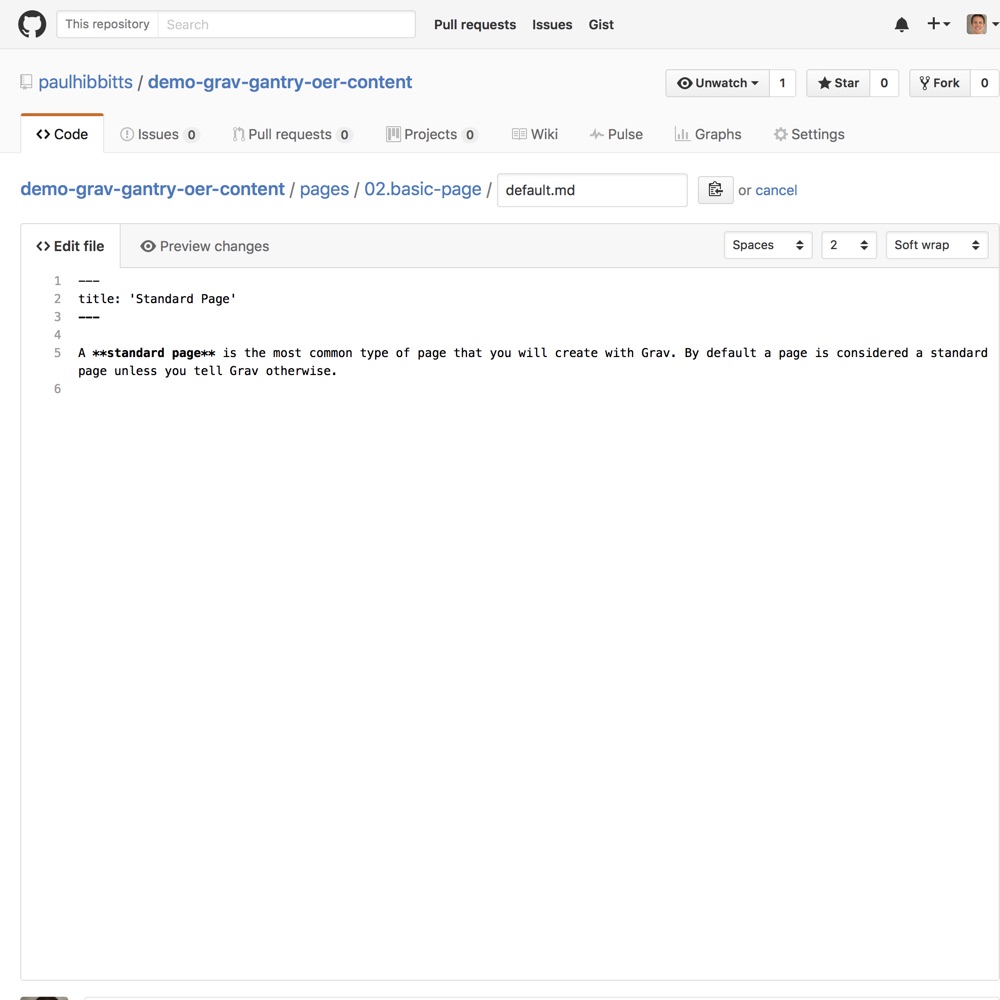 This repository Search Pull requests Issues Gist
paulhibbitts / demo-grav-gantry-oer-content Unwatch 1 Star 0 Fork 0
Code Issues 0 Pull requests 0 Projects 0 Wiki Pulse Graphs Settings
demo-grav-gantry-oer-content / pages / 02.basic-page / default.md or cancel
Edit file Preview changes Spaces 2 Soft wrap
1 ---
2 title: 'Standard Page'
3 ---
4
5 A **standard page** is the most common type of page that you will create with Grav. By default a page is considered a standard
page unless you tell Grav otherwise.
6